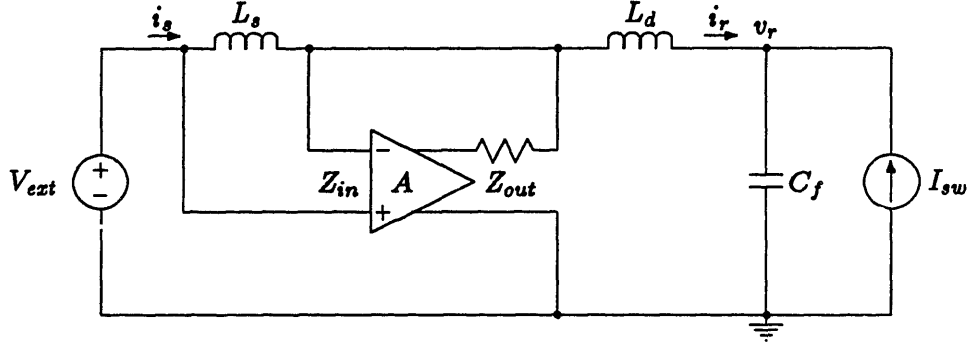 i_s L_s L_d i_r v_r
−
V_ext + − Z_in A Z_out C_f I_sw
+